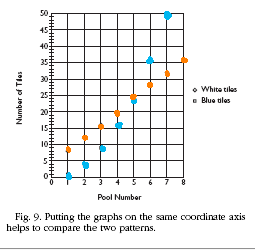 50
45
40
35
30
25
20
15
10
5
0
0 1 2 3 4 5 6 7 8
Number of Tiles
Pool Number
White tiles
Blue tiles
Fig. 9. Putting the graphs on the same coordinate axis
helps to compare the two patterns.